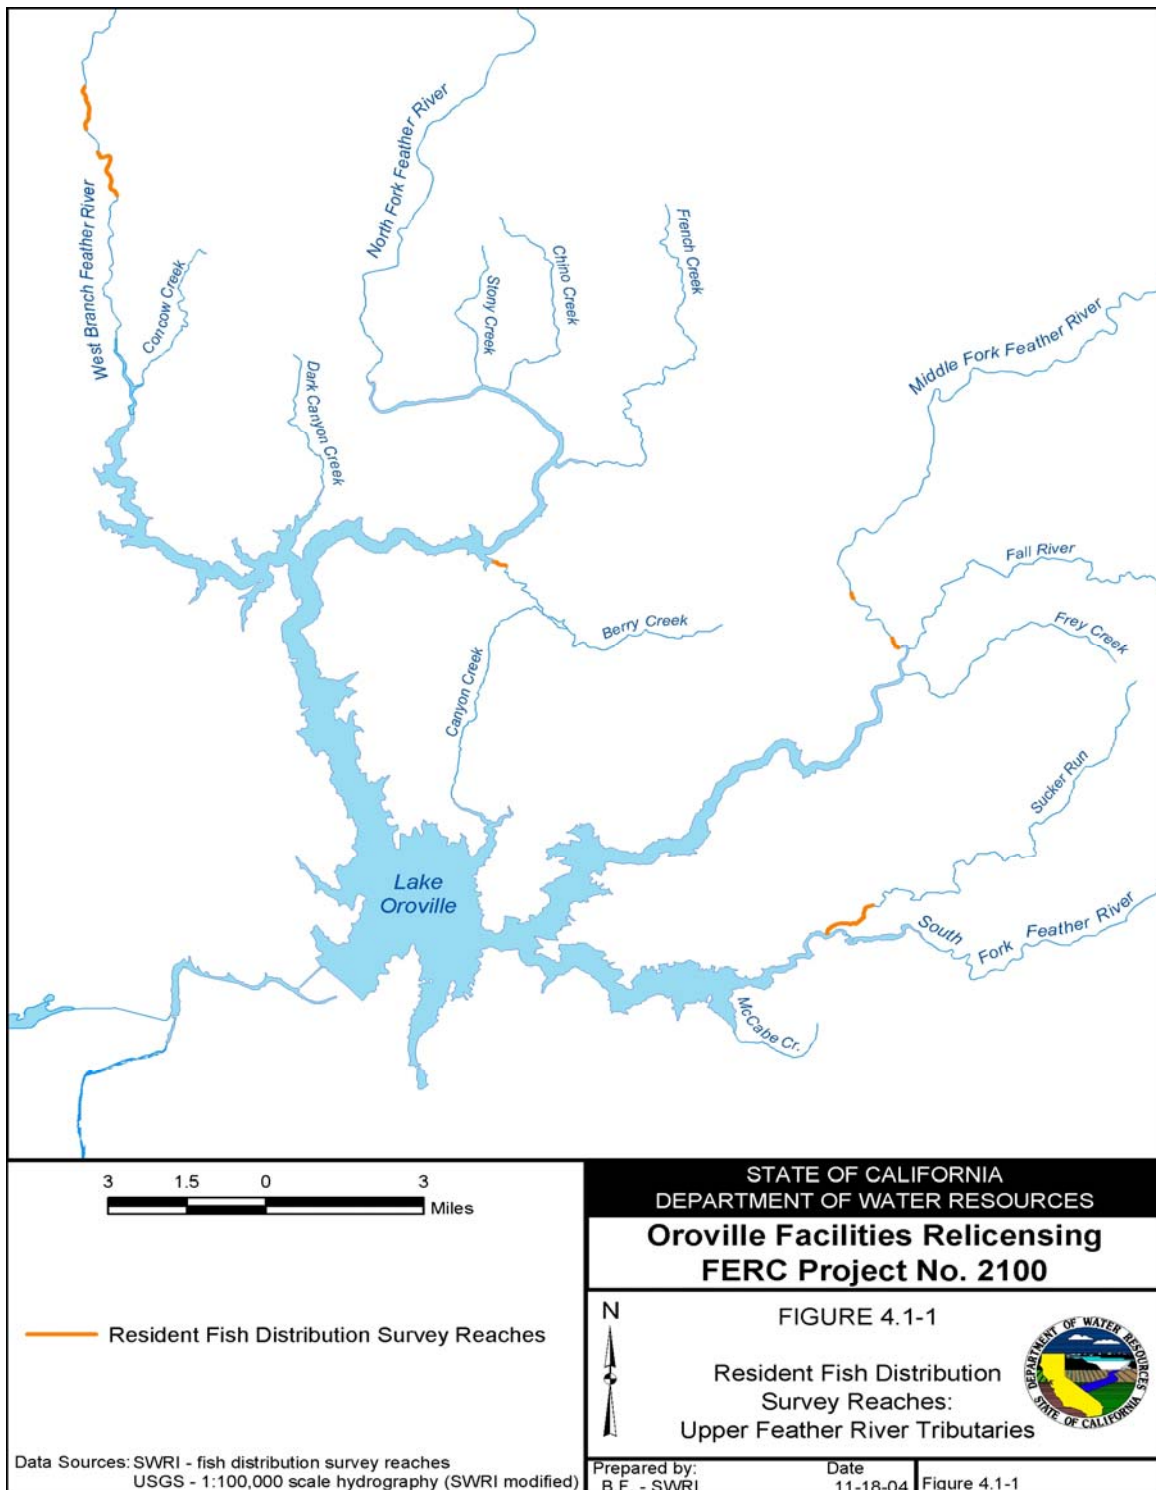 North Fork Feather River
West Branch Feather River
Concow Creek
Dark Canyon Creek
Stony Creek
Chino Creek
French Creek
Middle Fork Feather River
Fall River
Frey Creek
Berry Creek
Canyon Creek
Sucker Run
Lake
Oroville
South Fork Feather River
McCabe Cr.
3 1.5 0 3
Miles
Resident Fish Distribution Survey Reaches
Data Sources: SWRI - fish distribution survey reaches
USGS - 1:100,000 scale hydrography (SWRI modified)
STATE OF CALIFORNIA
DEPARTMENT OF WATER RESOURCES
Oroville Facilities Relicensing
FERC Project No. 2100
N
FIGURE 4.1-1
Resident Fish Distribution
Survey Reaches:
Upper Feather River Tributaries
DEPARTMENT OF WATER RESOURCES
STATE OF CALIFORNIA
Prepared by:
B.F. - SWRI
Date
11-18-04
Figure 4.1-1